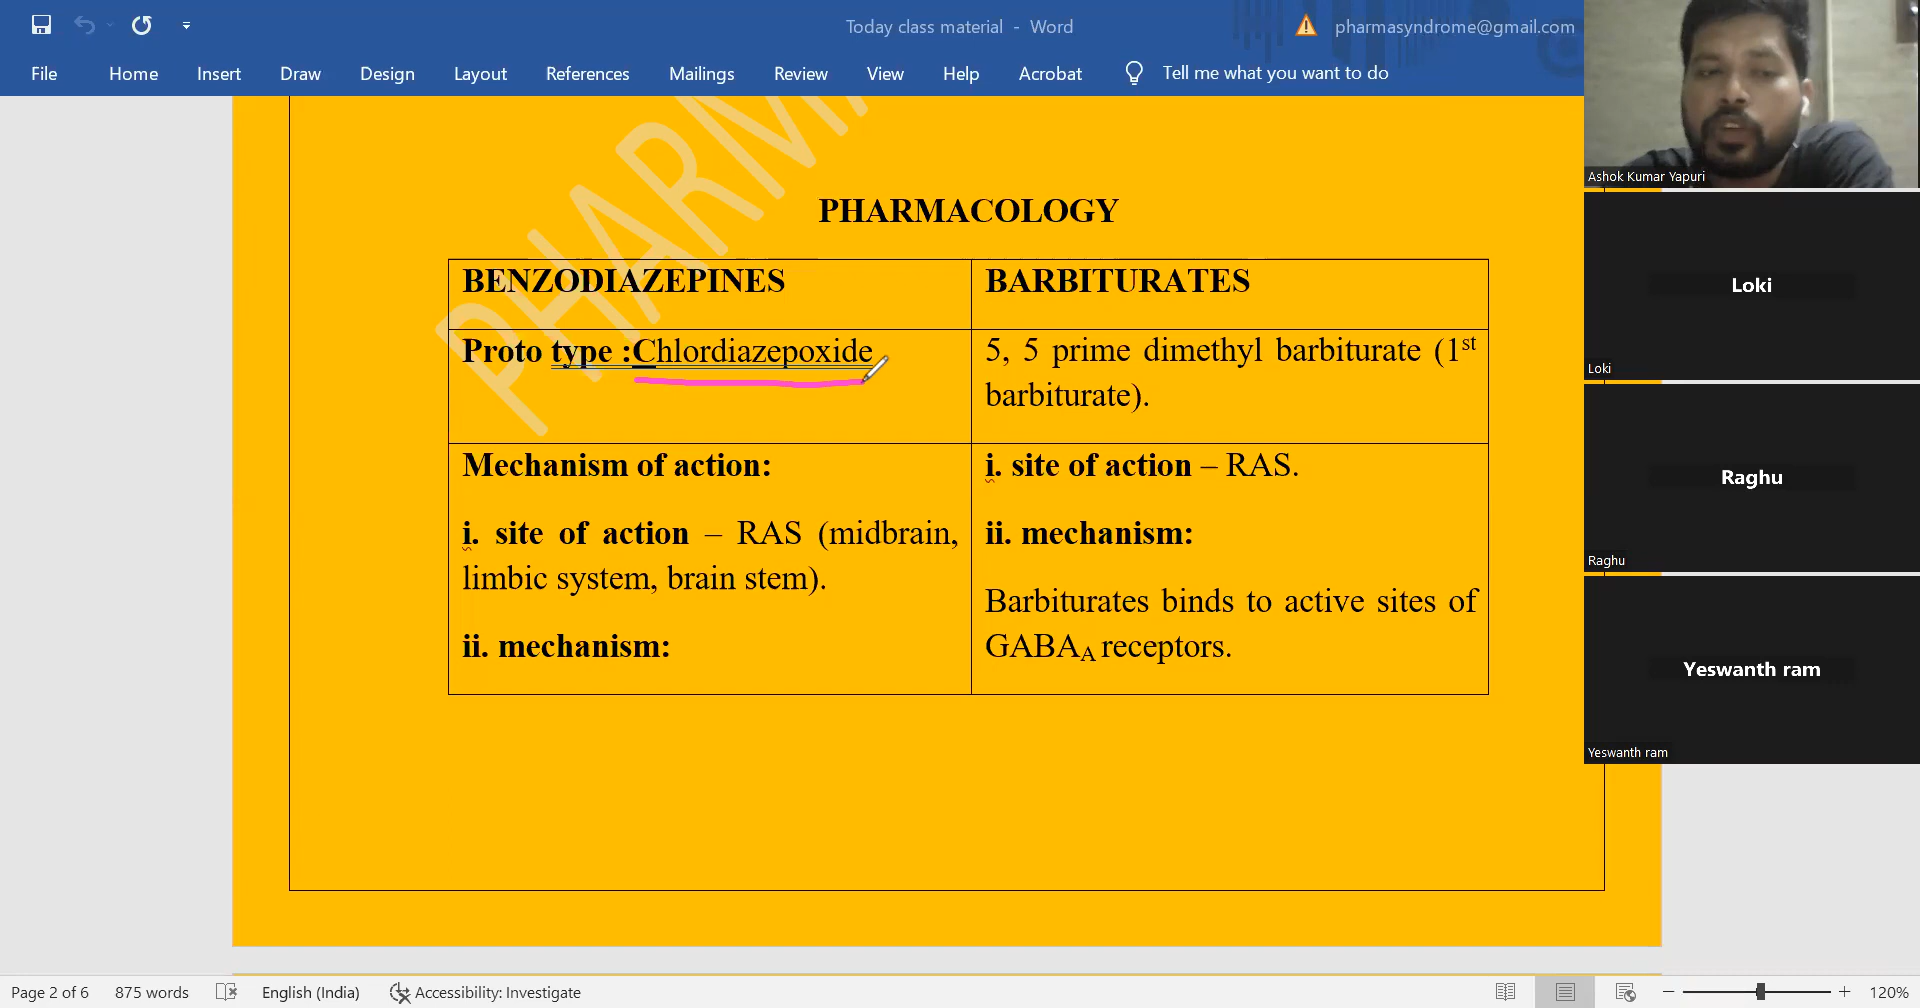 Today class material - Word
pharmasyndrome@gmail.com
File Home Insert Draw Design Layout References Mailings Review View Help Acrobat Tell me what you want to do
Ashok Kumar Yapuri
PHARMA
PHARMACOLOGY
BENZODIAZEPINES
BARBITURATES
Proto type :Chlordiazepoxide
5, 5 prime dimethyl barbiturate (1st
barbiturate).
Mechanism of action:
i. site of action – RAS (midbrain,
limbic system, brain stem).
ii. mechanism:
i. site of action – RAS.
ii. mechanism:
Barbiturates binds to active sites of
GABAA receptors.
Loki
Loki
Raghu
Raghu
Yeswanth ram
Yeswanth ram
Page 2 of 6 875 words English (India) Accessibility: Investigate 120%